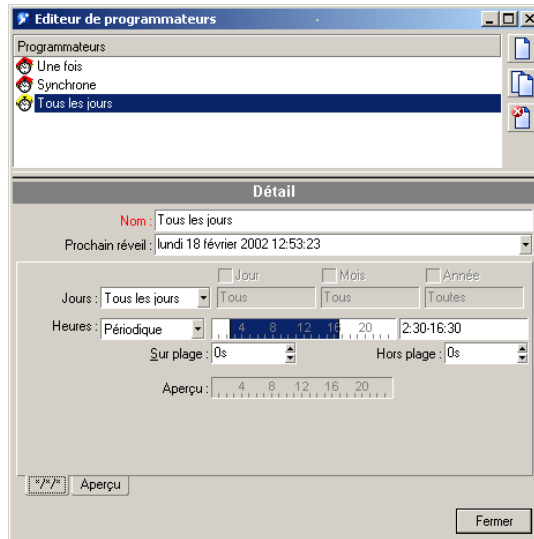 Editeur de programmateurs
Programmateurs
Une fois
Synchrone
Tous les jours
Détail
Nom : Tous les jours
Prochain réveil : lundi 18 février 2002 12:53:23
Jour Mois Année
Jours : Tous les jours Tous Tous Toutes
Heures : Périodique 4 8 12 16 20 2:30-16:30
Sur plage : 0s Hors plage : 0s
Aperçu : 4 8 12 16 20
*/*/* Aperçu
Fermer